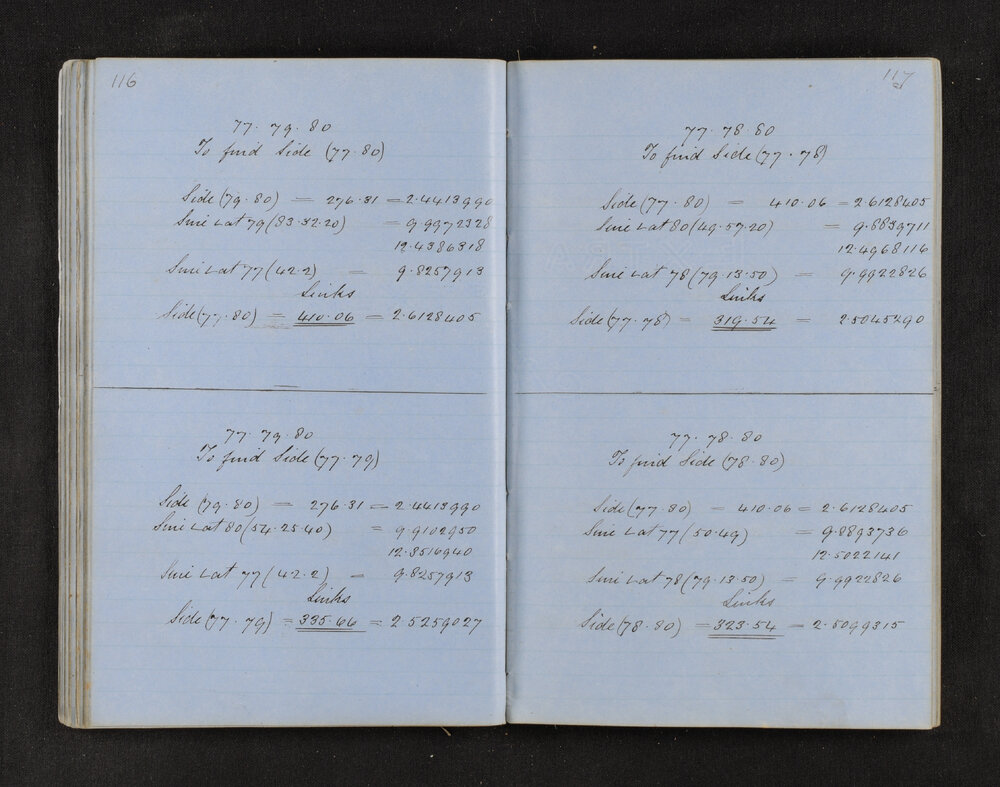 116
77. 79. 80
To find Side (77. 80)
Side (79. 80) = 276.31 = 2.4413990
Sine ∠ at 79 (83.32.20) = 9.9972328
12.4386318
Sine ∠ at 77 (42.2) = 9.8257913
Links
Side (77. 80) = 410.06 = 2.6128405
77. 79. 80
To find Side (77. 79)
Side (79. 80) = 276.31 = 2.4413990
Sine ∠ at 80 (54.25.40) = 9.9102950
12.3516940
Sine ∠ at 77 (42.2) = 9.8257913
Links
Side (77. 79) = 335.66 = 2.5259027
117
77. 78. 80
To find Side (77. 78)
Side (77. 80) = 410.06 = 2.6128405
Sine ∠ at 80 (49.57.20) = 9.8839711
12.4968116
Sine ∠ at 78 (79.13.50) = 9.9922826
Links
Side (77. 78) = 319.54 = 2.5045290
77. 78. 80
To find Side (78. 80)
Side (77. 80) = 410.06 = 2.6128405
Sine ∠ at 77 (50.49) = 9.8893736
12.5022141
Sine ∠ at 78 (79.13.50) = 9.9922826
Links
Side (78. 80) = 323.54 = 2.5099315